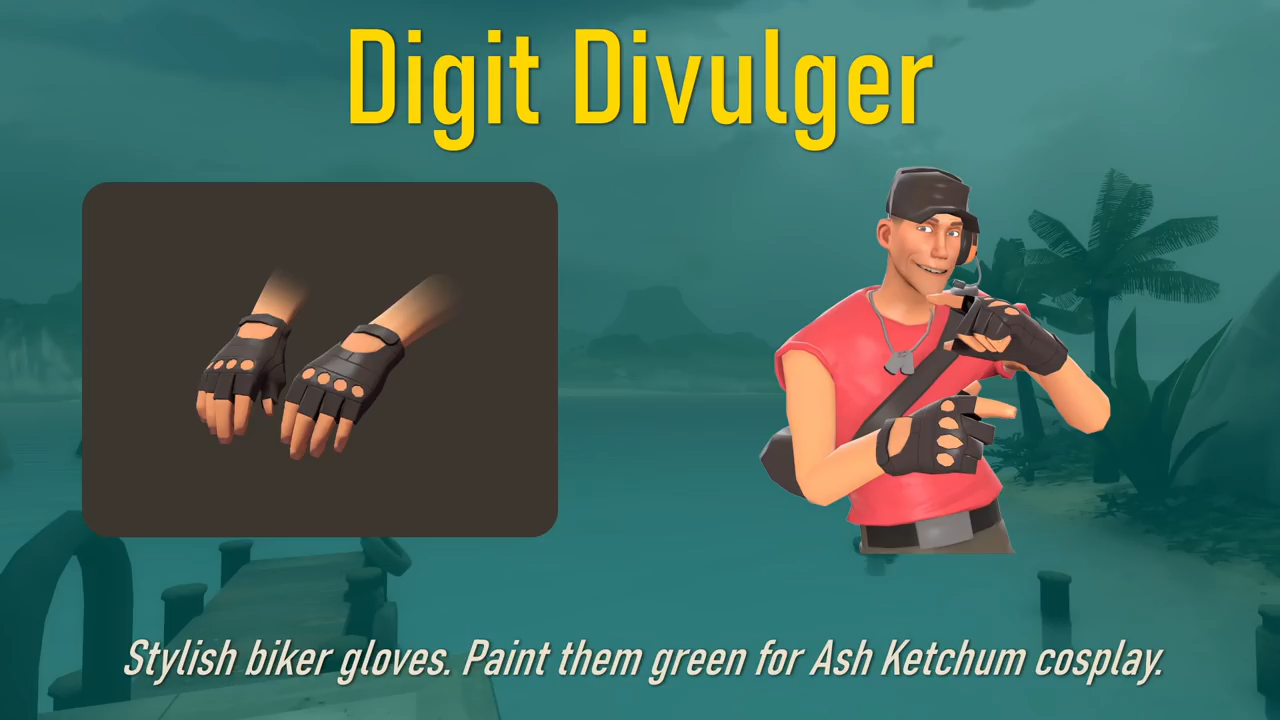 Digit Divulger
Stylish biker gloves. Paint them green for Ash Ketchum cosplay.